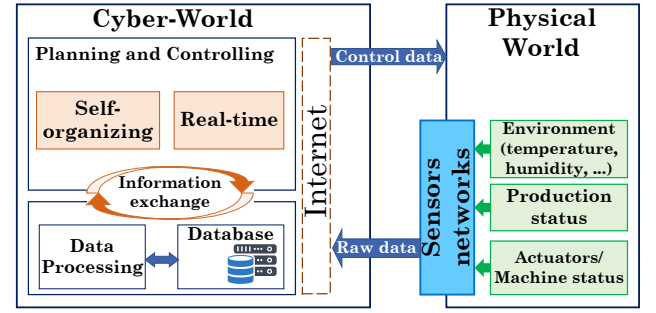 Cyber-World
Planning and Controlling
Self-
organizing
Real-time
Information
exchange
Data
Processing
Database
Internet
Control data
Raw data
Physical
World
Sensors
networks
Environment
(temperature,
humidity, ...)
Production
status
Actuators/
Machine status